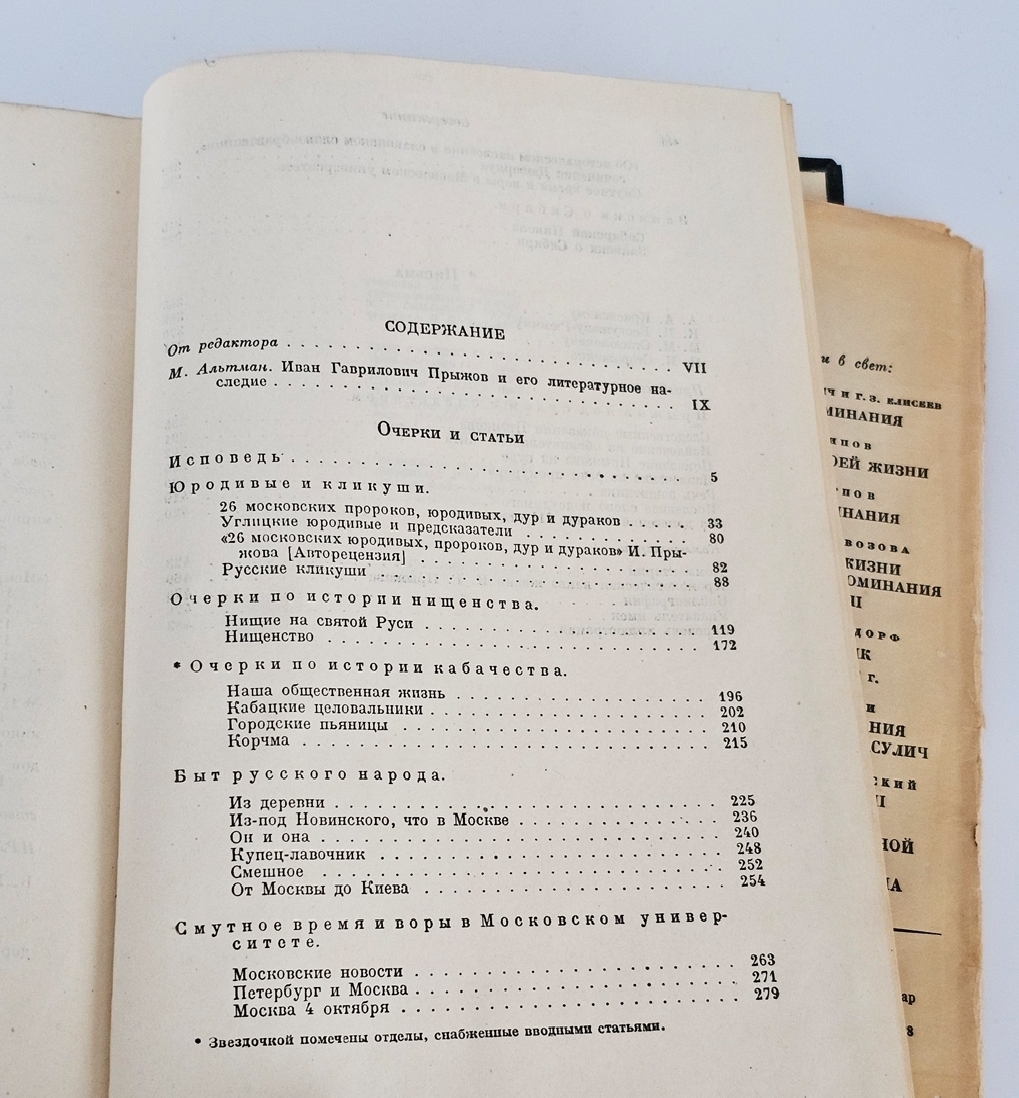 СОДЕРЖАНИЕ
От редактора . . . . . . . . . . . . . . . . . . . . . . . . VII
М. Альтман. Иван Гаврилович Прыжов и его литературное на-
следие . . . . . . . . . . . . . . . . . . . . . . . . IX
Очерки и статьи
Исповедь . . . . . . . . . . . . . . . . . . . . . . . . 5
Юродивые и кликуши.
26 московских пророков, юродивых, дур и дураков . . . . . 33
Углицкие юродивые и предсказатели . . . . . . . . . . . . 80
«26 московских юродивых, пророков, дур и дураков» И. Пры-
жова [Авторецензия] . . . . . . . . . . . . . . . . . . 82
Русские кликуши . . . . . . . . . . . . . . . . . . . . 88
Очерки по истории нищенства.
Нищие на святой Руси . . . . . . . . . . . . . . . . . . 119
Нищенство . . . . . . . . . . . . . . . . . . . . . . . 172
* Очерки по истории кабачества.
Наша общественная жизнь . . . . . . . . . . . . . . . . 196
Кабацкие целовальники . . . . . . . . . . . . . . . . . 202
Городские пьяницы . . . . . . . . . . . . . . . . . . . 210
Корчма . . . . . . . . . . . . . . . . . . . . . . . . 215
Быт русского народа.
Из деревни . . . . . . . . . . . . . . . . . . . . . . 225
Из-под Новинского, что в Москве . . . . . . . . . . . . 236
Он и она . . . . . . . . . . . . . . . . . . . . . . . 240
Купец-лавочник . . . . . . . . . . . . . . . . . . . . 248
Смешное . . . . . . . . . . . . . . . . . . . . . . . . 252
От Москвы до Киева . . . . . . . . . . . . . . . . . . 254
Смутное время и воры в Московском универ-
ситете.
Московские новости . . . . . . . . . . . . . . . . . . 263
Петербург и Москва . . . . . . . . . . . . . . . . . . 271
Москва 4 октября . . . . . . . . . . . . . . . . . . . 279
* Звездочкой помечены отделы, снабженные вводными статьями.
и в свет:
и Г. З. ЕЛИСЕЕВ
ЖИЗНИ
СУЛИЧ
г.
8